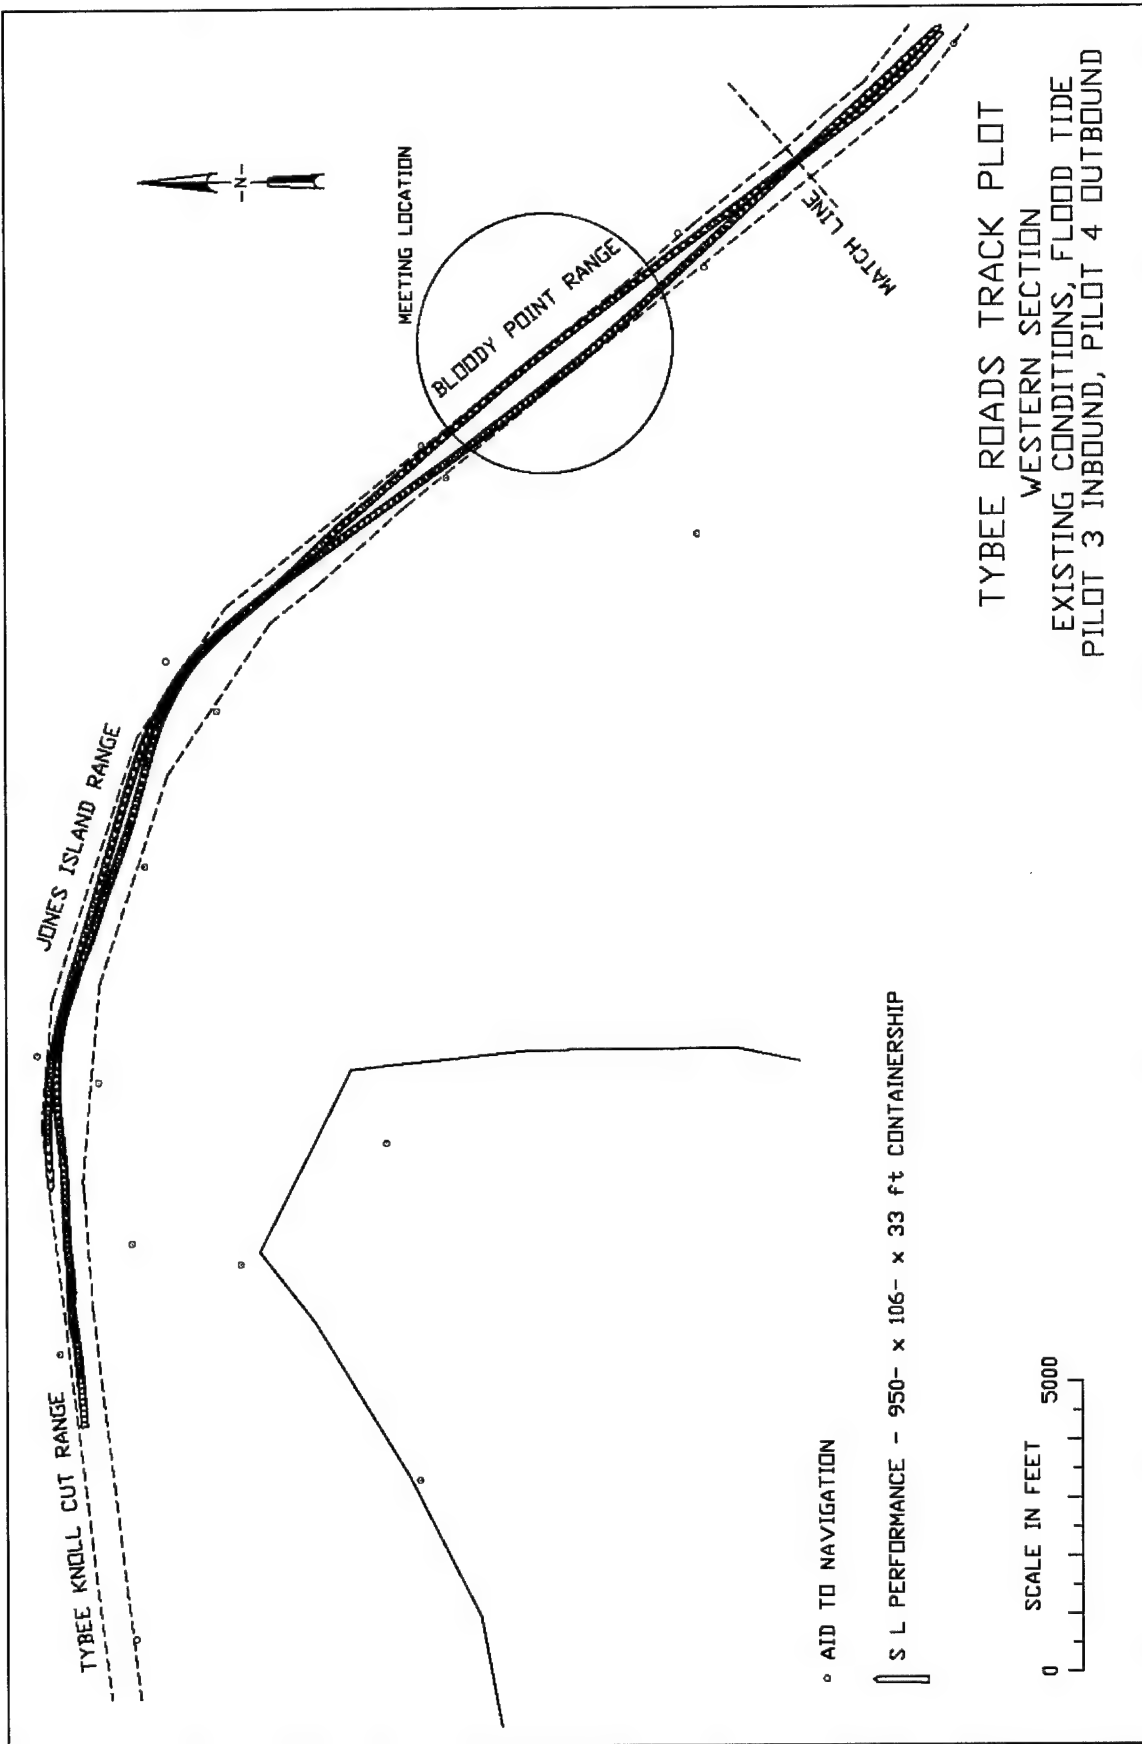 TYBEE KNOLL CUT RANGE
JONES ISLAND RANGE
MEETING LOCATION
-N-
BLOODY POINT RANGE
MATCH LINE
AID TO NAVIGATION
S L PERFORMANCE - 950- x 106- x 33 ft CONTAINERSHIP
SCALE IN FEET
0 5000
TYBEE ROADS TRACK PLOT
WESTERN SECTION
EXISTING CONDITIONS, FLOOD TIDE
PILOT 3 INBOUND, PILOT 4 OUTBOUND